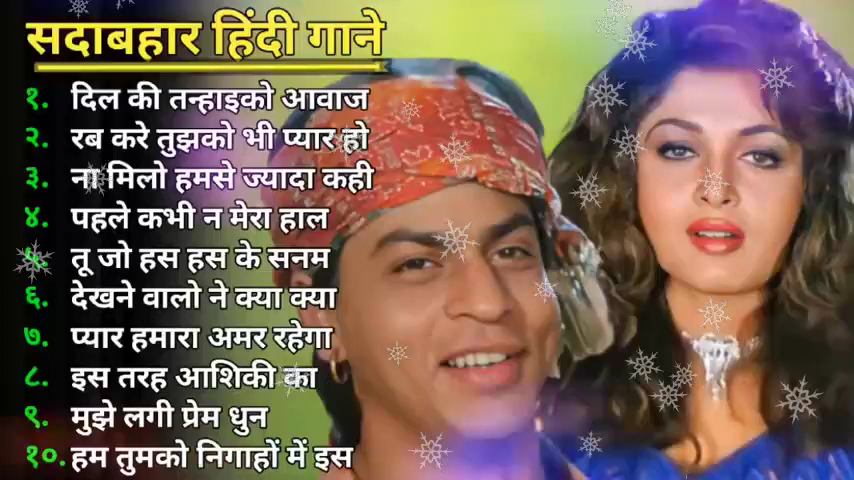 सदाबहार हिंदी गाने
१. दिल की तन्हाइको आवाज
२. रब करे तुझको भी प्यार हो
३. ना मिलो हमसे ज्यादा कही
४. पहले कभी न मेरा हाल
५. तू जो हस हस के सनम
६. देखने वालो ने क्या क्या
७. प्यार हमारा अमर रहेगा
८. इस तरह आशिकी का
९. मुझे लगी प्रेम धुन
१०. हम तुमको निगाहों में इस